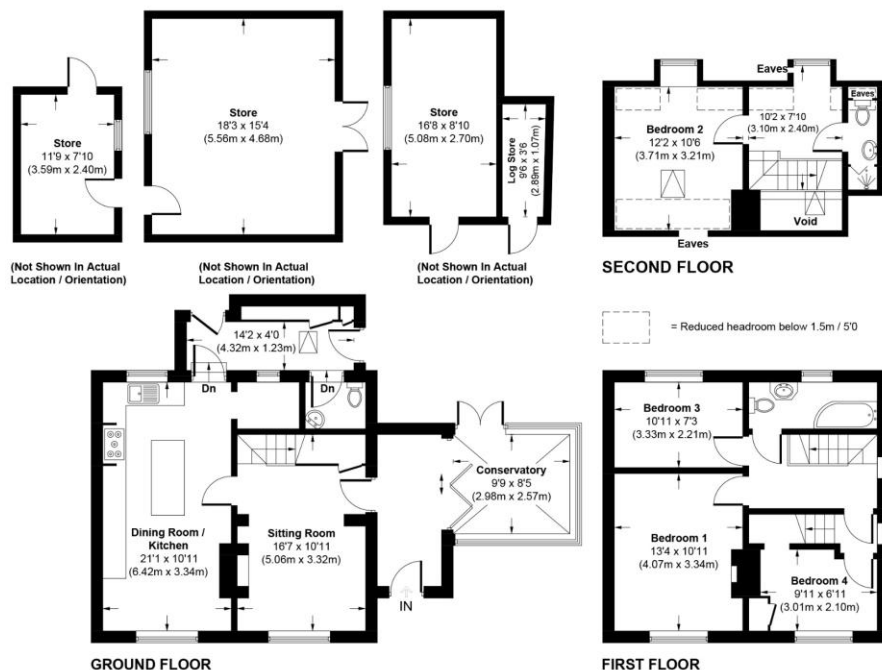 Store
11'9 x 7'10
(3.59m x 2.40m)
(Not Shown In Actual
Location / Orientation)
Store
18'3 x 15'4
(5.56m x 4.68m)
(Not Shown In Actual
Location / Orientation)
Store
16'8 x 8'10
(5.08m x 2.70m)
Log Store
9'6 x 3'6
(2.89m x 1.07m)
(Not Shown In Actual
Location / Orientation)
Eaves
Eaves
Bedroom 2
12'2 x 10'6
(3.71m x 3.21m)
10'2 x 7'10
(3.10m x 2.40m)
Void
Eaves
SECOND FLOOR
= Reduced headroom below 1.5m / 5'0
14'2 x 4'0
(4.32m x 1.23m)
Dn
Dn
Conservatory
9'9 x 8'5
(2.98m x 2.57m)
Dining Room /
Kitchen
21'1 x 10'11
(6.42m x 3.34m)
Sitting Room
16'7 x 10'11
(5.06m x 3.32m)
IN
GROUND FLOOR
Bedroom 3
10'11 x 7'3
(3.33m x 2.21m)
Bedroom 1
13'4 x 10'11
(4.07m x 3.34m)
Bedroom 4
9'11 x 6'11
(3.01m x 2.10m)
FIRST FLOOR